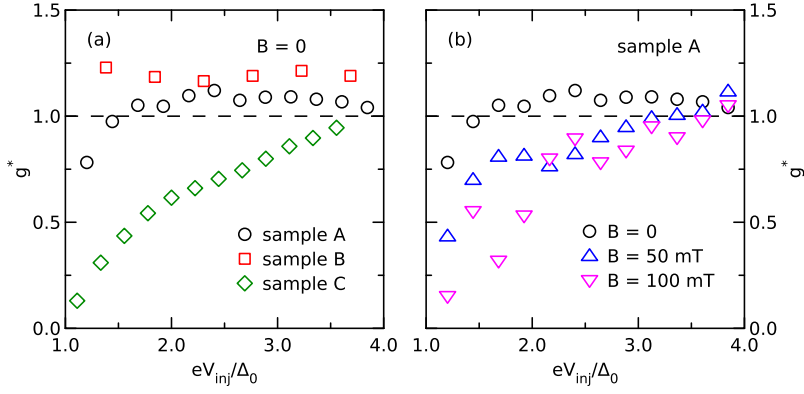 (a)
B = 0
g*
1.5
1.0
0.5
0.0
sample A
sample B
sample C
1.0 2.0 3.0 4.0
eV_inj/Δ_0
(b)
sample A
B = 0
B = 50 mT
B = 100 mT
1.0 2.0 3.0 4.0
eV_inj/Δ_0
1.5
1.0
0.5
0.0
g*